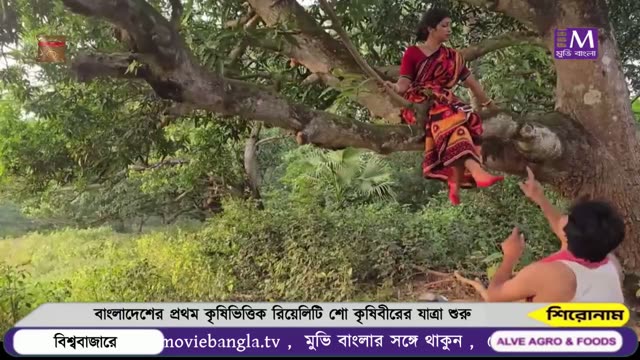 M
মুভি বাংলা
বাংলাদেশের প্রথম কৃষিভিত্তিক রিয়েলিটি শো কৃষিবীরের যাত্রা শুরু
শিরোনাম
বিশ্ববাজারে
moviebangla.tv , মুভি বাংলার সঙ্গে থাকুন ,
ALVE AGRO & FOODS